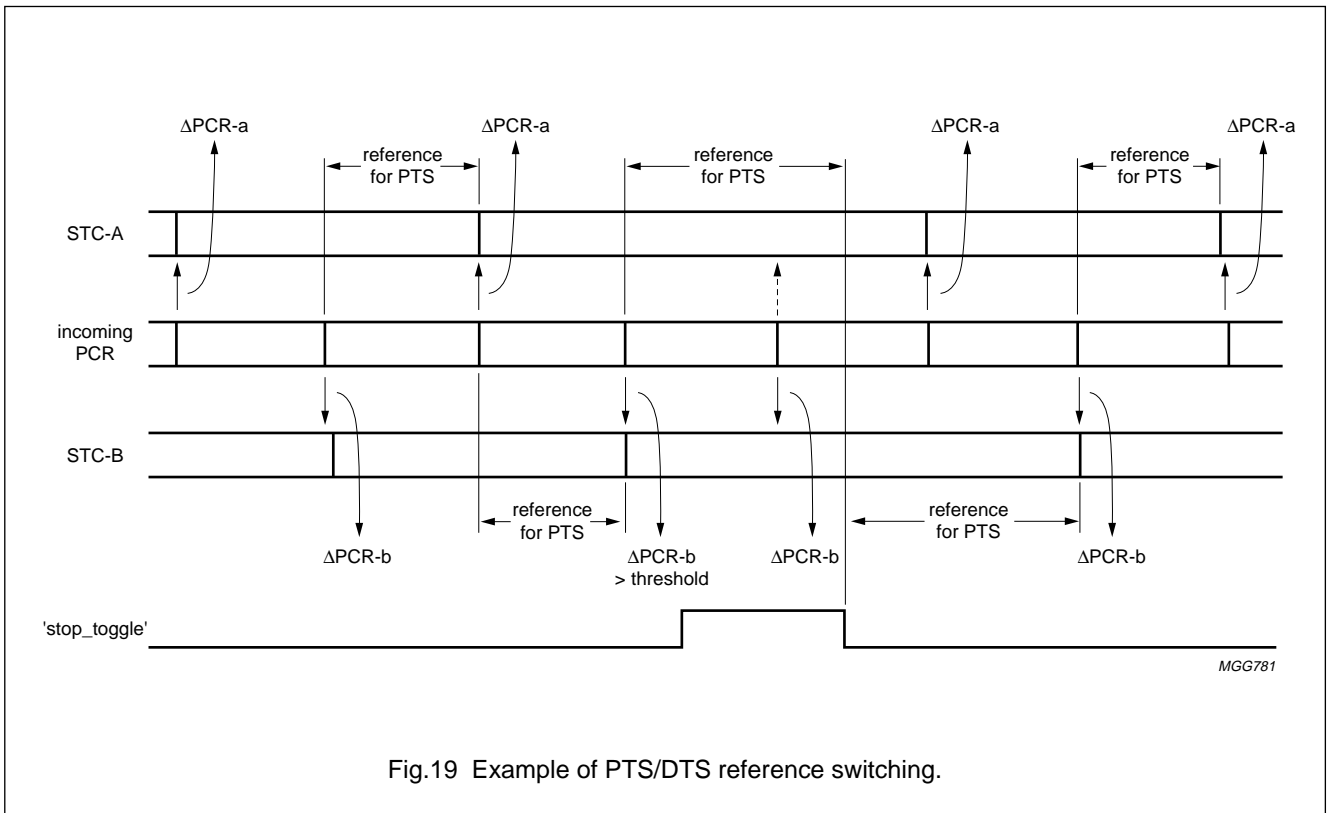 ΔPCR-a
ΔPCR-a
ΔPCR-a
ΔPCR-a
reference
for PTS
reference
for PTS
reference
for PTS
STC-A
incoming
PCR
STC-B
reference
for PTS
reference
for PTS
ΔPCR-b
ΔPCR-b
> threshold
ΔPCR-b
ΔPCR-b
'stop_toggle'
MGG781
Fig.19 Example of PTS/DTS reference switching.